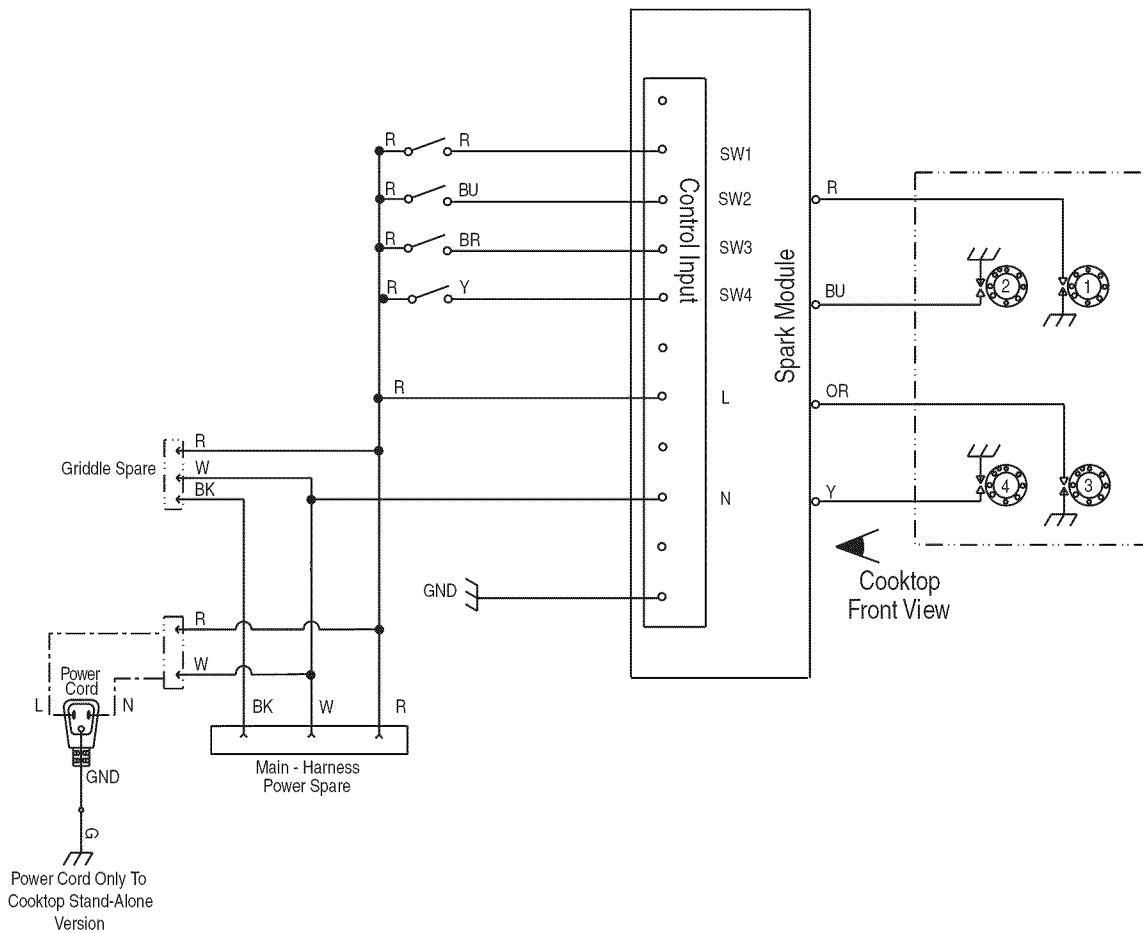 R R
SW1
R BU
SW2
R
R BR
SW3
R Y
SW4
BU
Control Input
Spark Module
2
1
R
L
OR
R
Griddle Spare
W
BK
N
Y
4
3
GND
Cooktop
Front View
R
W
Power
Cord
L
N
BK
W
R
GND
Main - Harness
Power Spare
G
Power Cord Only To
Cooktop Stand-Alone
Version